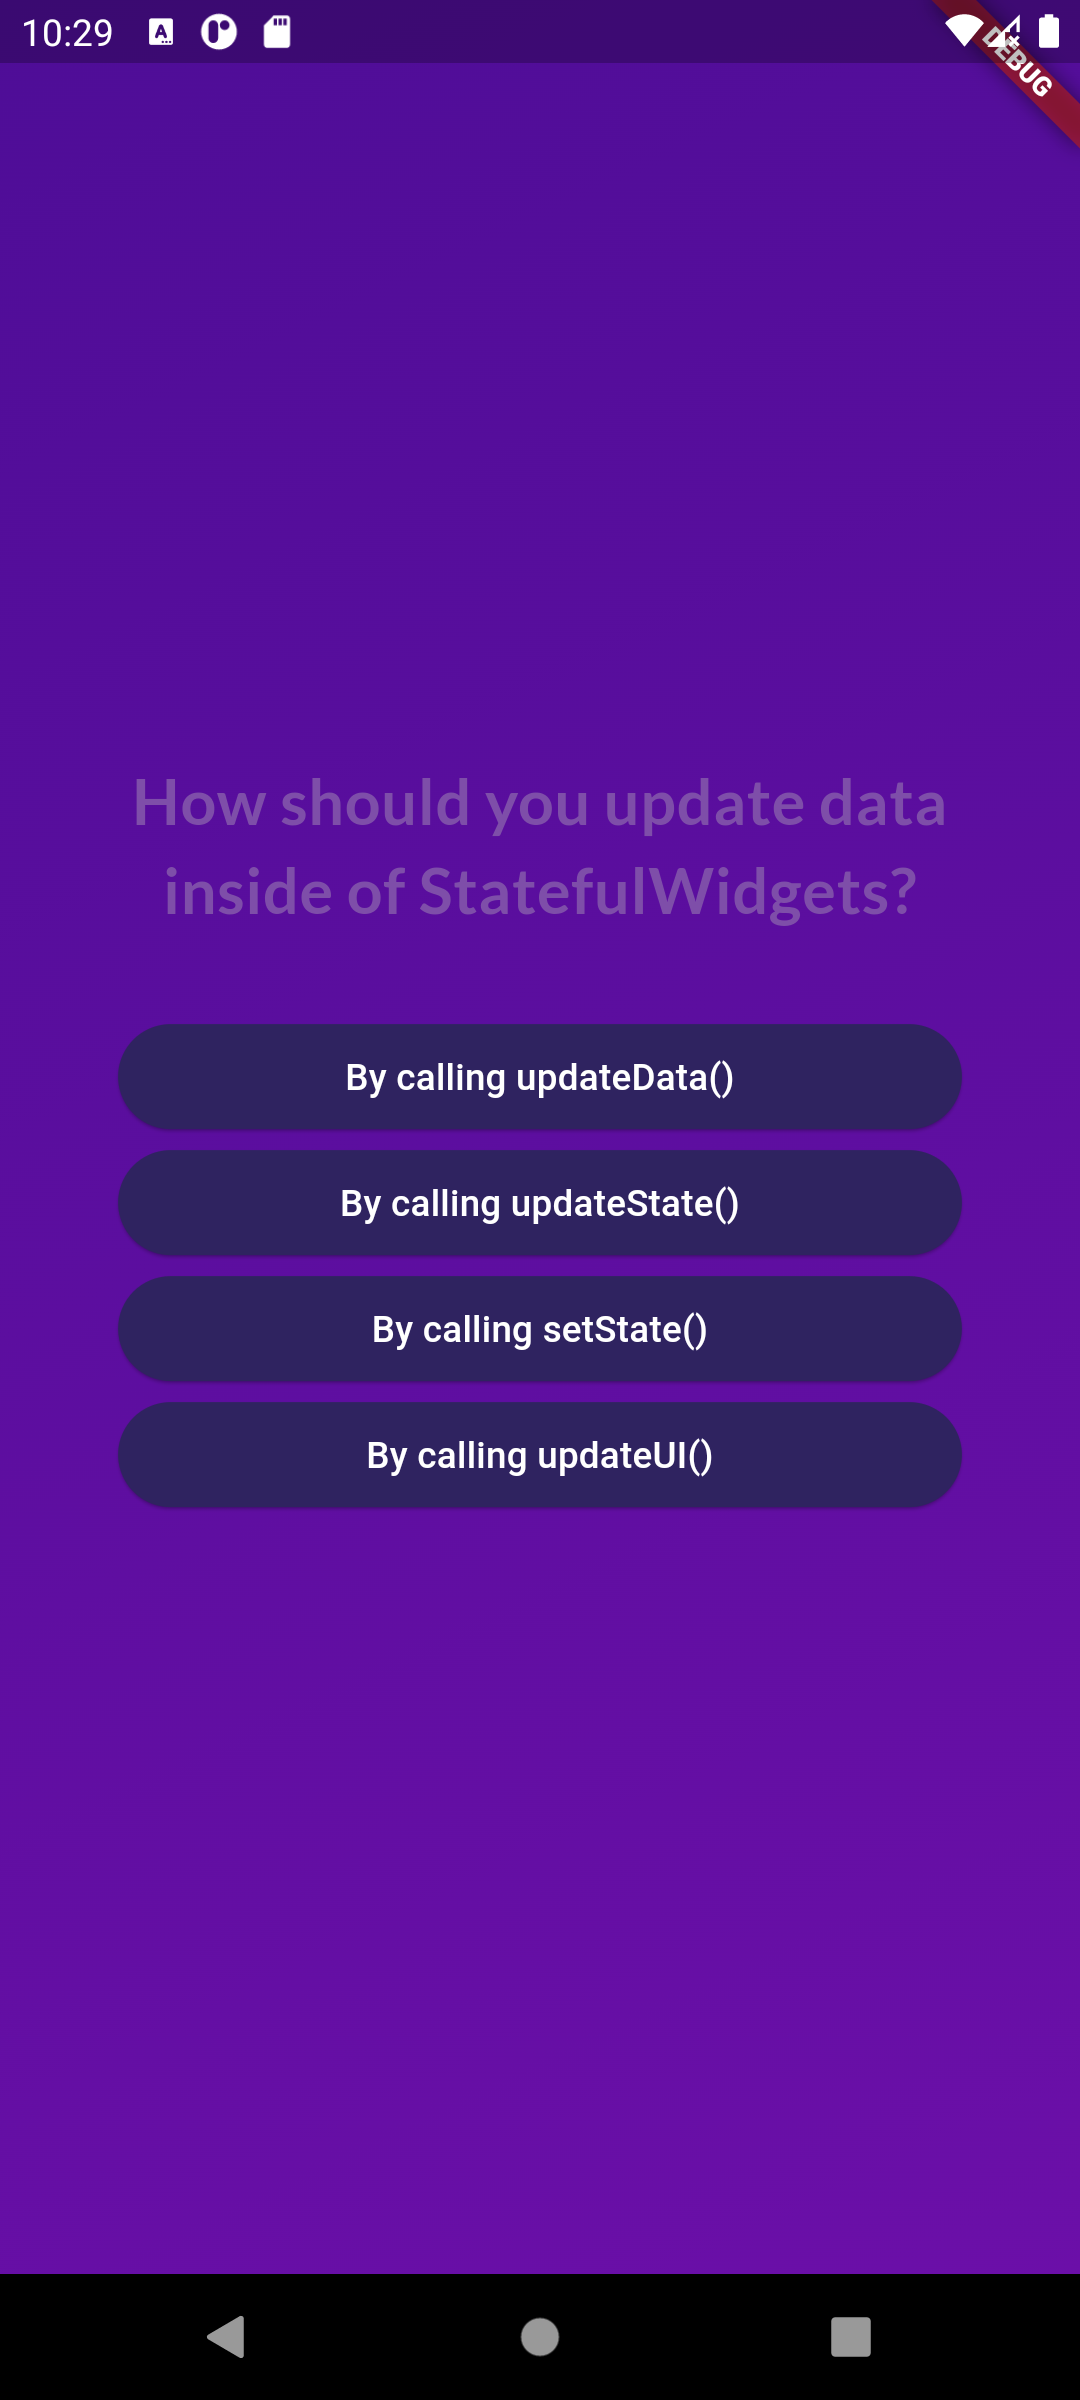 10:29
DEBUG
How should you update data
inside of StatefulWidgets?
By calling updateData()
By calling updateState()
By calling setState()
By calling updateUI()